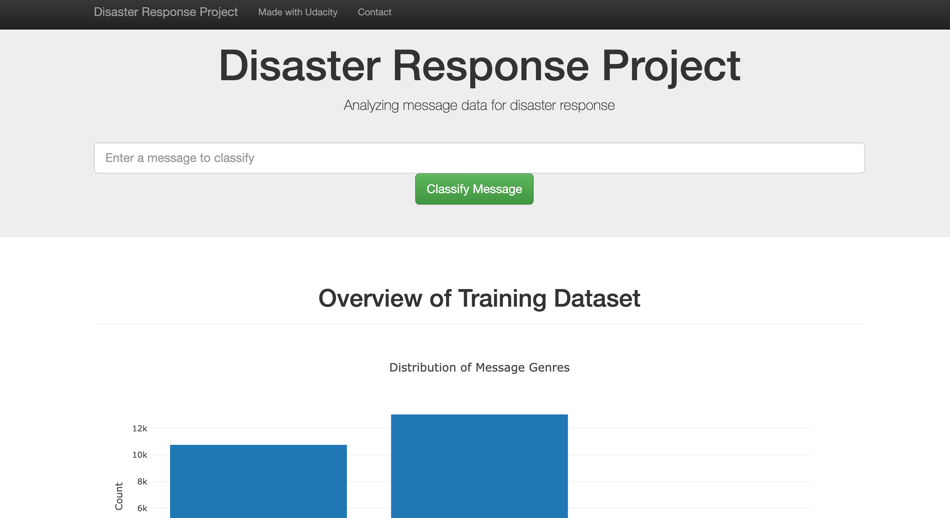 Disaster Response Project Made with Udacity Contact
Disaster Response Project
Analyzing message data for disaster response
Enter a message to classify
Classify Message
Overview of Training Dataset
Distribution of Message Genres
12k
10k
8k
Count
6k